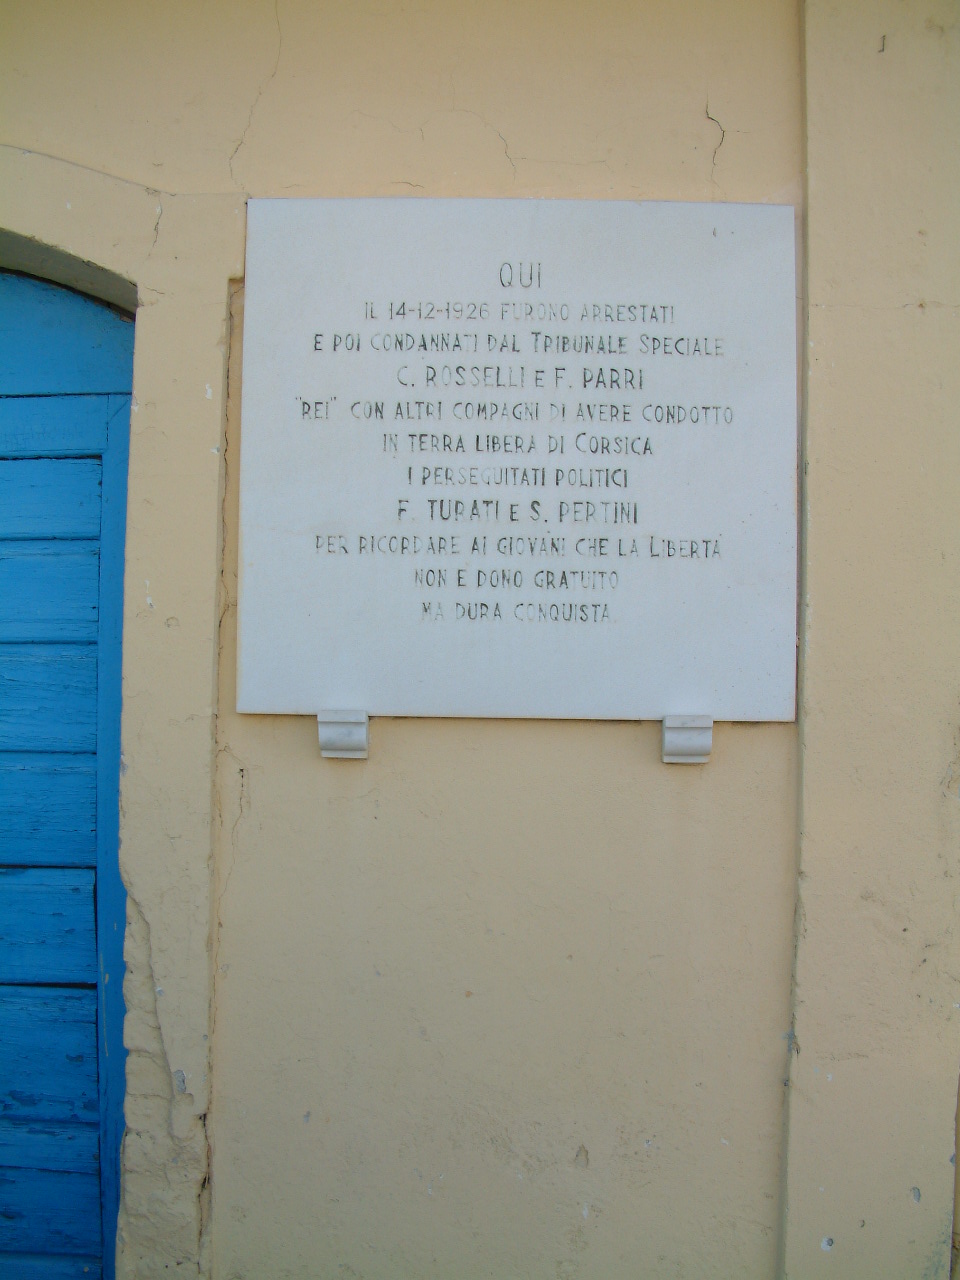 QUI
IL 14-12-1926 FURONO ARRESTATI
E POI CONDANNATI DAL TRIBUNALE SPECIALE
C. ROSSELLI E F. PARRI
"REI" CON ALTRI COMPAGNI DI AVERE CONDOTTO
IN TERRA LIBERA DI CORSICA
I PERSEGUITATI POLITICI
F. TURATI E S. PERTINI
PER RICORDARE AI GIOVANI CHE LA LIBERTÀ
NON E DONO GRATUITO
MA DURA CONQUISTA